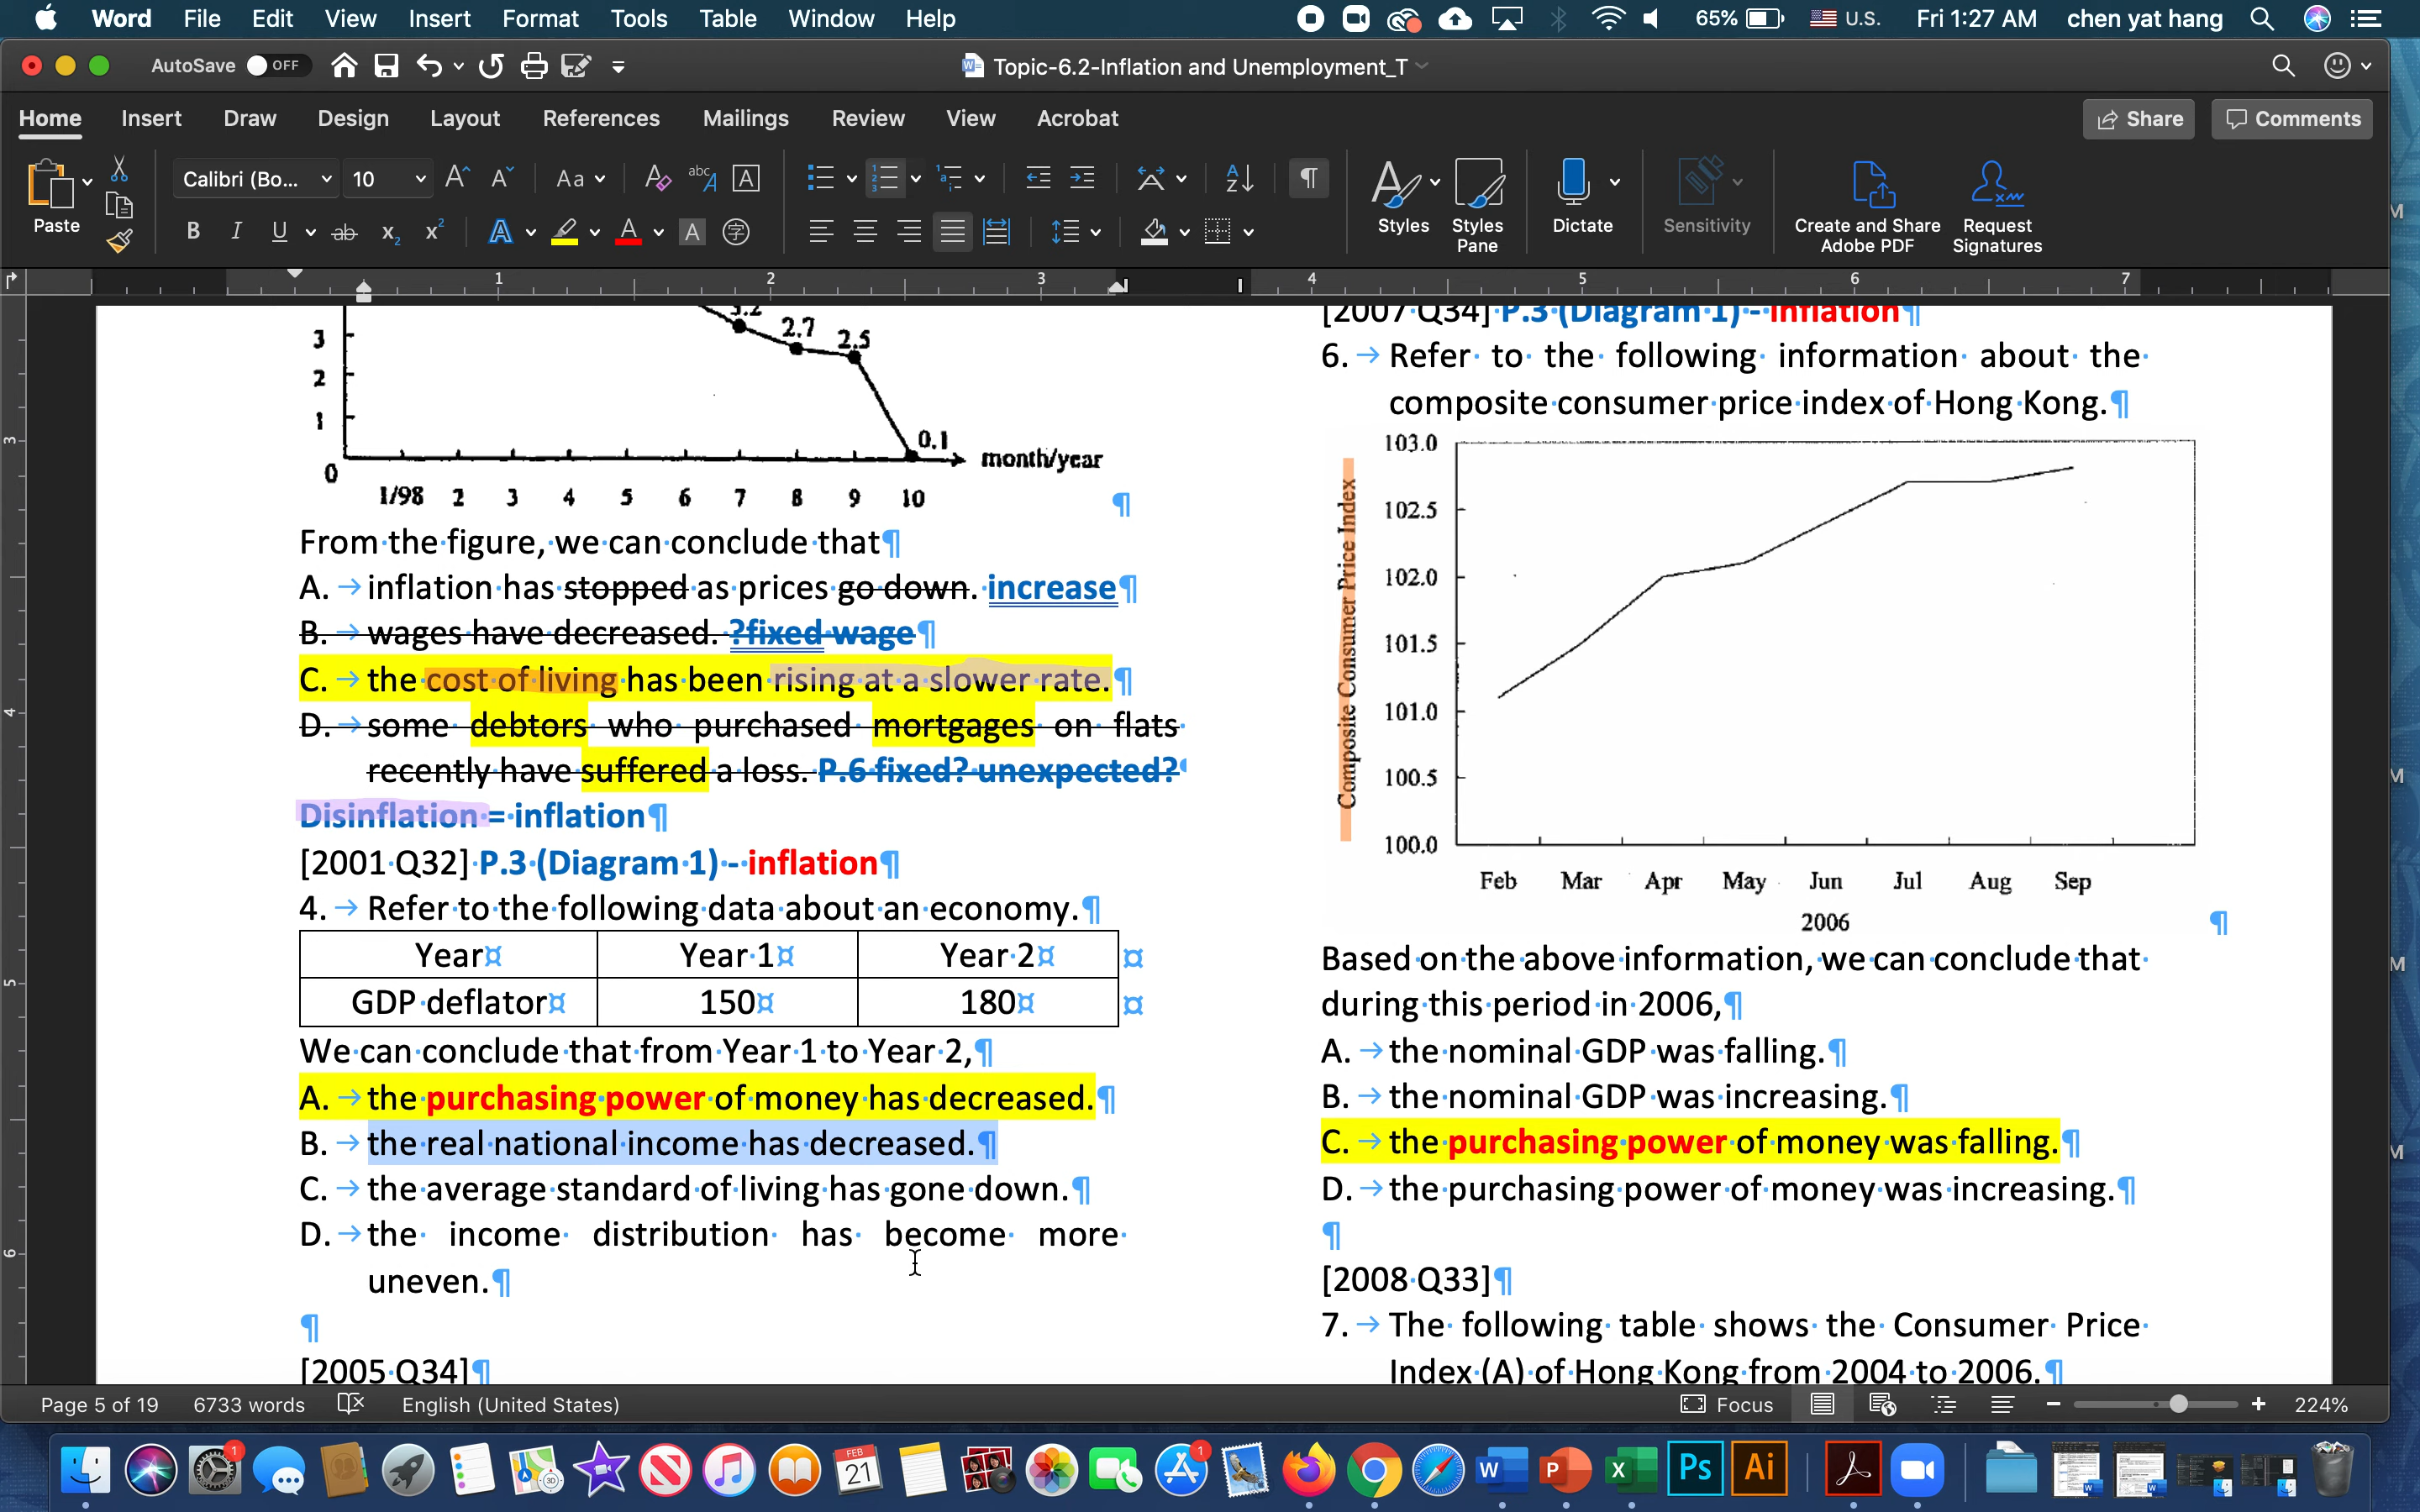 Word File Edit View Insert Format Tools Table Window Help 65% U.S. Fri 1:27 AM chen yat hang
AutoSave OFF Topic-6.2-Inflation and Unemployment_T
Home Insert Draw Design Layout References Mailings Review View Acrobat Share Comments
Paste Calibri (Bo... 10 Styles Styles Pane Dictate Sensitivity Create and Share Adobe PDF Request Signatures
1 2 3 4 5 6 7
3.2
3 2.7 2.5
2
1
0.1
0 month/year
1/98 2 3 4 5 6 7 8 9 10
From the figure, we can conclude that
A. inflation has stopped as prices go down. increase
B. wages have decreased. ?fixed wage
C. the cost of living has been rising at a slower rate.
D. some debtors who purchased mortgages on flats
recently have suffered a loss. P.6 fixed? unexpected?
Disinflation = inflation
[2001 Q32] P.3 (Diagram 1) - inflation
4. Refer to the following data about an economy.
Year Year 1 Year 2
GDP deflator 150 180
We can conclude that from Year 1 to Year 2,
A. the purchasing power of money has decreased.
B. the real national income has decreased.
C. the average standard of living has gone down.
D. the income distribution has become more
uneven.
[2005 Q34]
[2007 Q34] P.3 (Diagram 1) - inflation
6. Refer to the following information about the
composite consumer price index of Hong Kong.
Composite Consumer Price Index
103.0
102.5
102.0
101.5
101.0
100.5
100.0
Feb Mar Apr May Jun Jul Aug Sep
2006
Based on the above information, we can conclude that
during this period in 2006,
A. the nominal GDP was falling.
B. the nominal GDP was increasing.
C. the purchasing power of money was falling.
D. the purchasing power of money was increasing.
[2008 Q33]
7. The following table shows the Consumer Price
Index (A) of Hong Kong from 2004 to 2006.
Page 5 of 19 6733 words English (United States) Focus 224%
FEB 21
Ps Ai